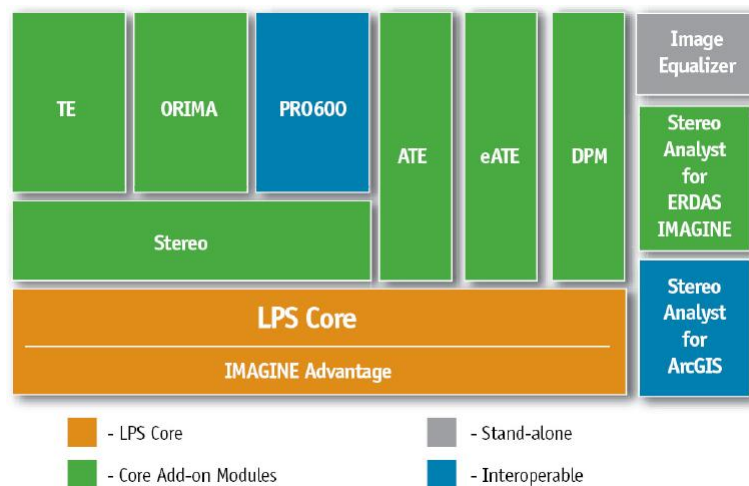 TE
ORIMA
PRO600
ATE
eATE
DPM
Image
Equalizer
Stereo
Analyst
for
ERDAS
IMAGINE
Stereo
Stereo
Analyst
for
ArcGIS
LPS Core
IMAGINE Advantage
- LPS Core
- Stand-alone
- Core Add-on Modules
- Interoperable